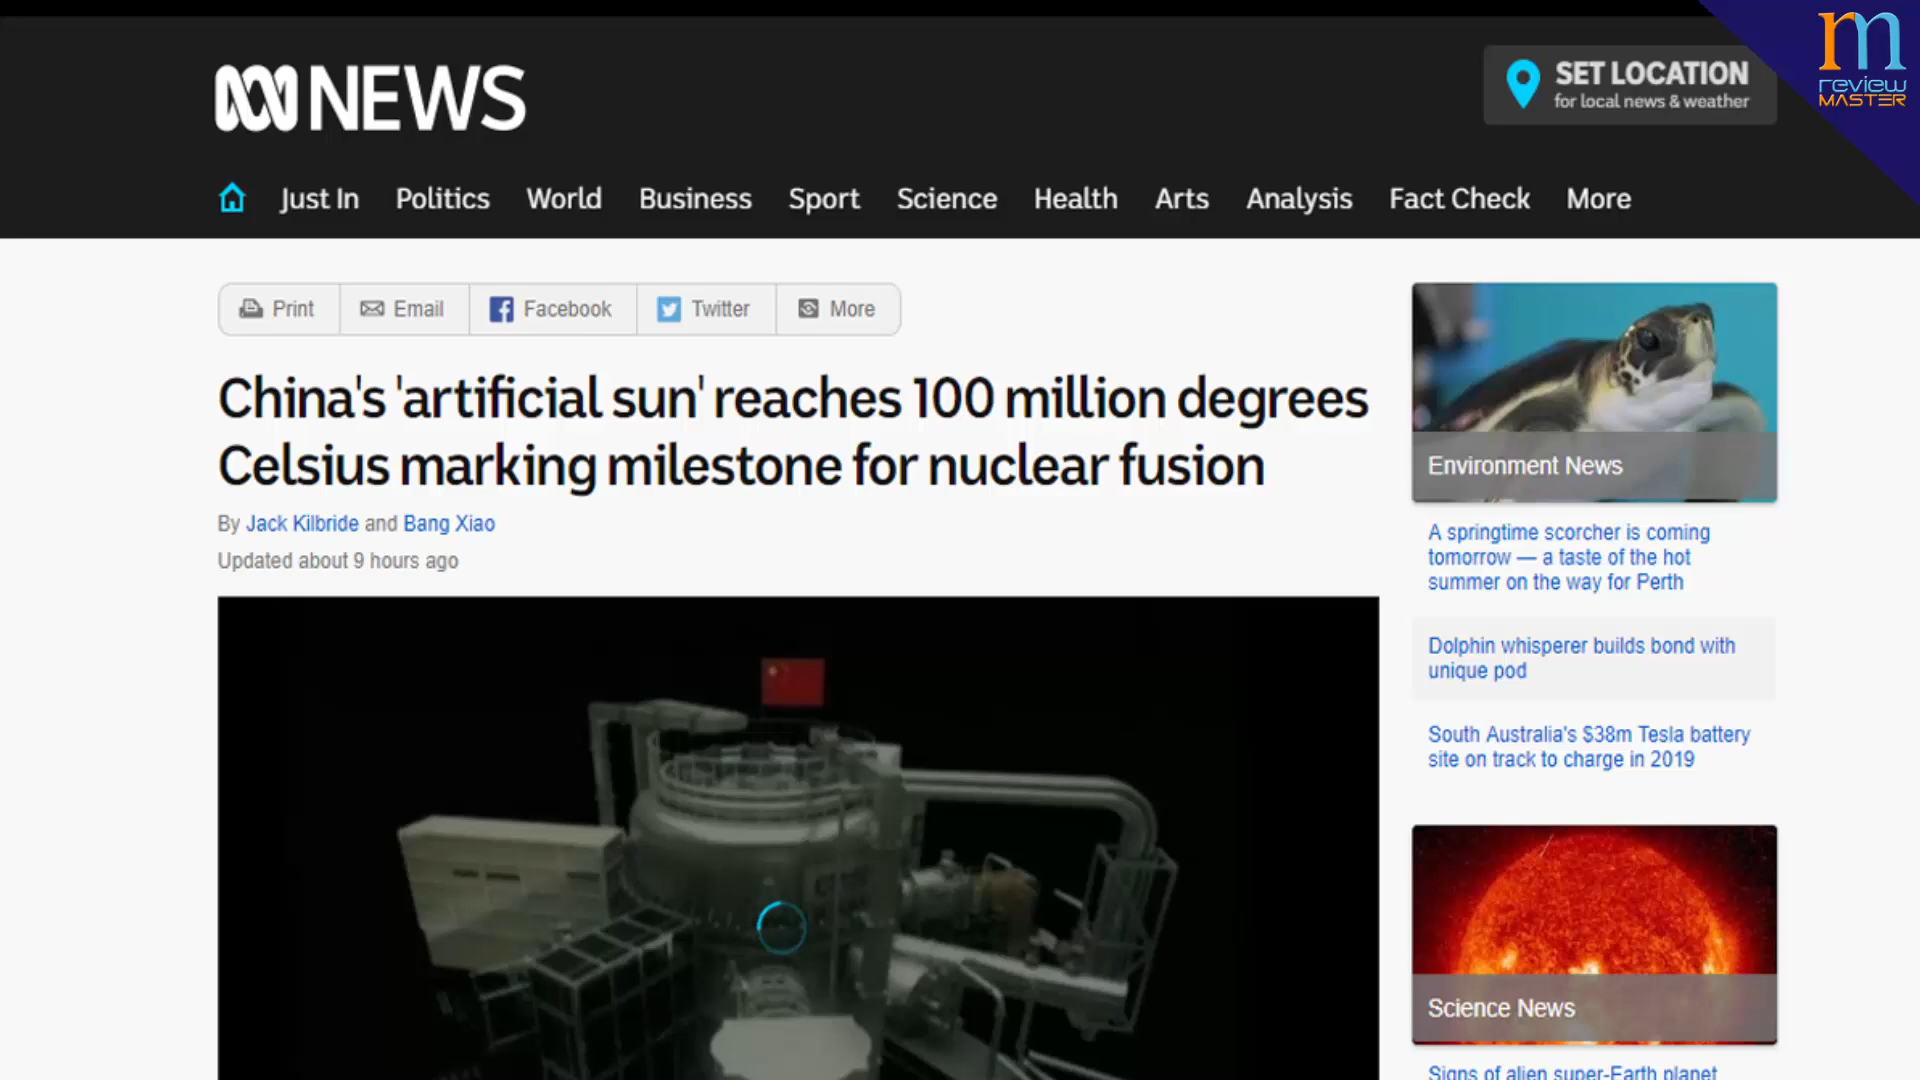 NEWS
SET LOCATION
for local news & weather
m
review
MASTER
Just In
Politics
World
Business
Sport
Science
Health
Arts
Analysis
Fact Check
More
Print
Email
Facebook
Twitter
More
China's 'artificial sun' reaches 100 million degrees
Celsius marking milestone for nuclear fusion
By Jack Kilbride and Bang Xiao
Updated about 9 hours ago
Environment News
A springtime scorcher is coming
tomorrow — a taste of the hot
summer on the way for Perth
Dolphin whisperer builds bond with
unique pod
South Australia's $38m Tesla battery
site on track to charge in 2019
Science News
Signs of alien super-Earth planet